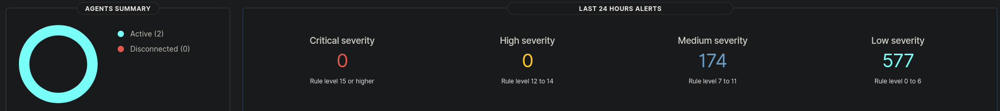 AGENTS SUMMARY
Active (2)
Disconnected (0)
LAST 24 HOURS ALERTS
Critical severity
0
Rule level 15 or higher
High severity
0
Rule level 12 to 14
Medium severity
174
Rule level 7 to 11
Low severity
577
Rule level 0 to 6